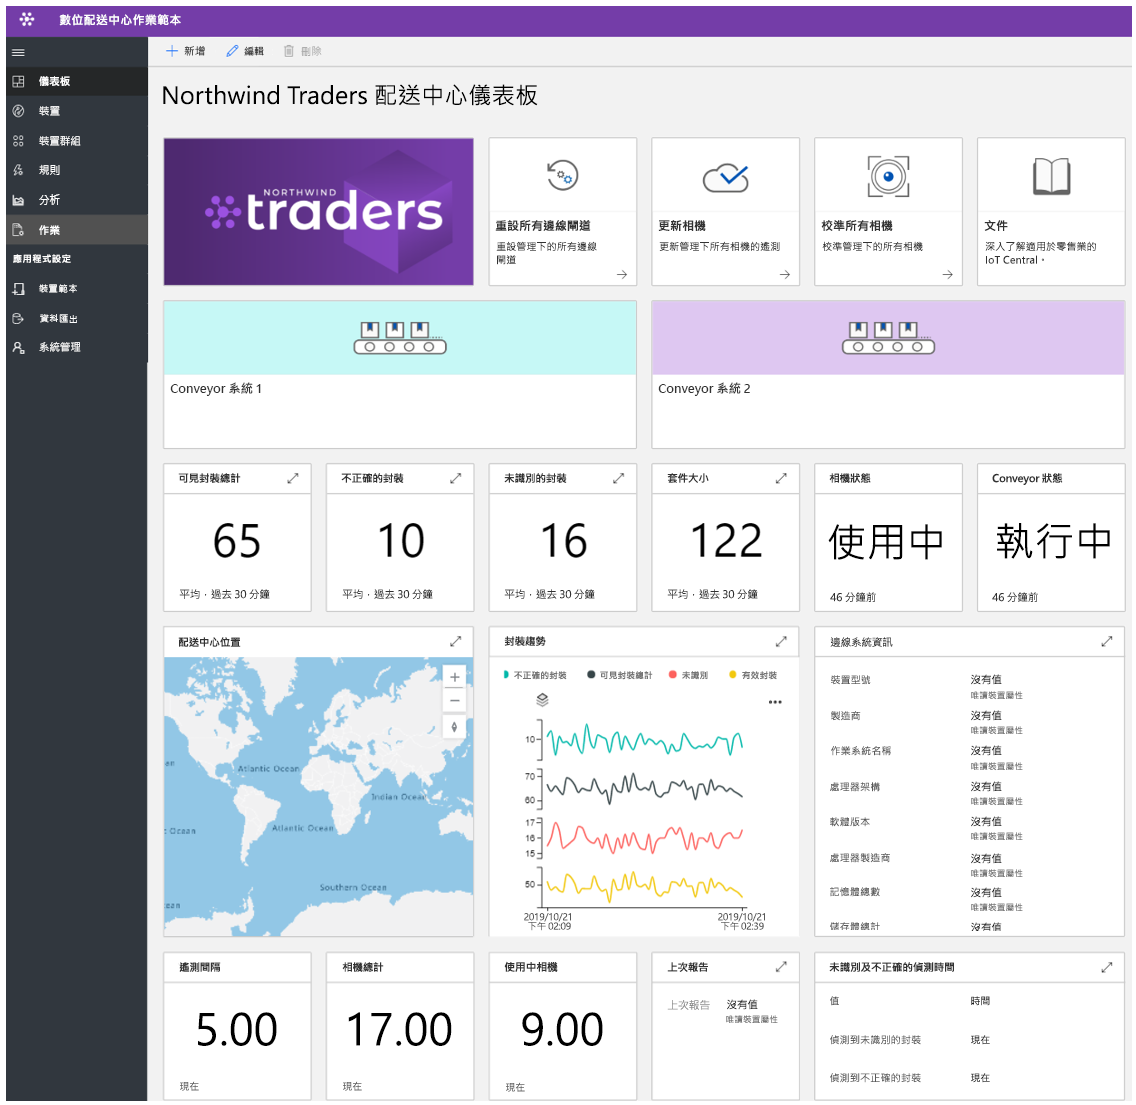 數位配送中心作業範本
新增 編輯 刪除
儀表板
裝置
裝置群組
規則
分析
作業
應用程式設定
裝置範本
資料匯出
系統管理
Northwind Traders 配送中心儀表板
NORTHWIND
traders
重設所有邊緣閘道
重設管理下的所有邊緣
閘道
更新相機
更新管理下所有相機的遙測
校準所有相機
校準管理下的所有相機
文件
深入了解適用於零售業的
IoT Central。
Conveyor 系統 1
Conveyor 系統 2
可見封裝總計
65
平均，過去 30 分鐘
不正確的封裝
10
平均，過去 30 分鐘
未識別的封裝
16
平均，過去 30 分鐘
套件大小
122
平均，過去 30 分鐘
相機狀態
使用中
46 分鐘前
Conveyor 狀態
執行中
46 分鐘前
配送中心位置
Atlantic Ocean
Indian Ocean
Ocean
Atlantic Ocean
Southern Ocean
封裝趨勢
不正確的封裝 可見封裝總計 未識別 有效封裝
10
70
60
17
16
15
50
2019/10/21
下午 02:09
2019/10/21
下午 02:39
邊緣系統資訊
裝置型號 沒有值
唯讀裝置屬性
製造商 沒有值
唯讀裝置屬性
作業系統名稱 沒有值
唯讀裝置屬性
處理器架構 沒有值
唯讀裝置屬性
軟體版本 沒有值
唯讀裝置屬性
處理器製造商 沒有值
唯讀裝置屬性
記憶體總數 沒有值
唯讀裝置屬性
儲存體總計 沒有值
遙測間隔
5.00
現在
相機總計
17.00
現在
使用中相機
9.00
現在
上次報告
上次報告 沒有值
唯讀裝置屬性
未識別及不正確的偵測時間
值 時間
偵測到未識別的封裝 現在
偵測到不正確的封裝 現在